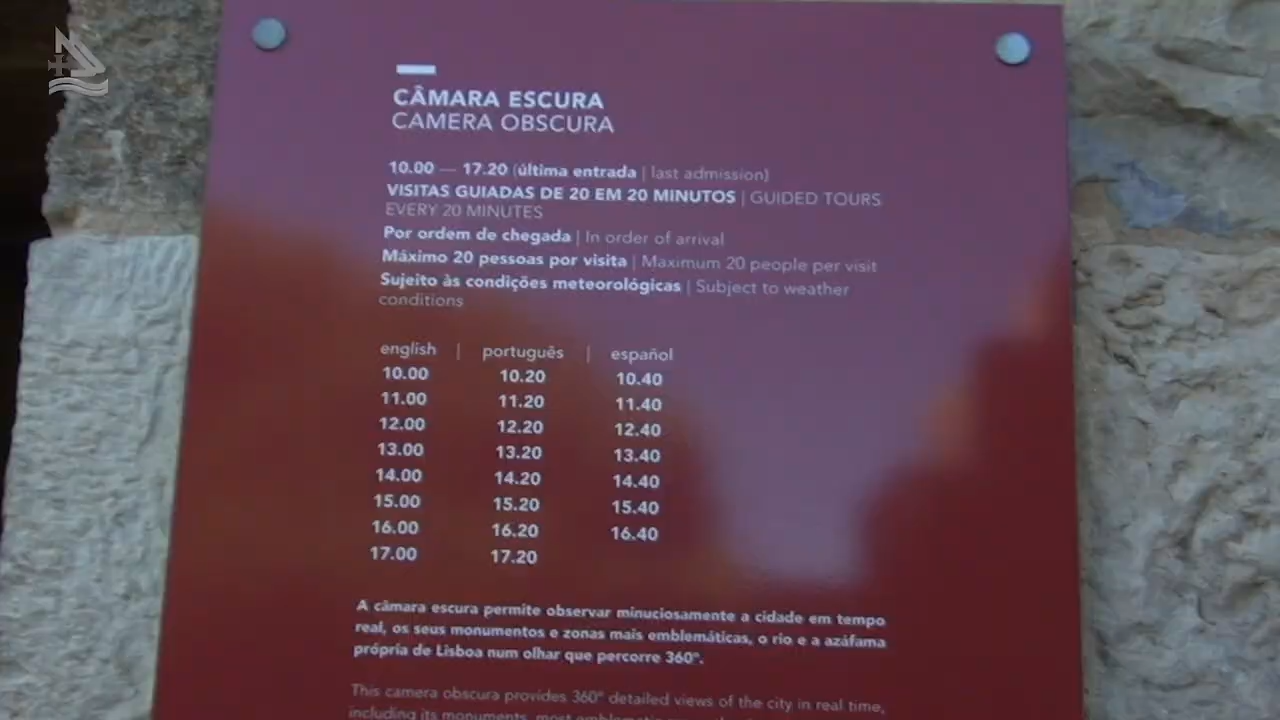 CÂMARA ESCURA
CAMERA OBSCURA
10.00 — 17.20 (última entrada | last admission)
VISITAS GUIADAS DE 20 EM 20 MINUTOS | GUIDED TOURS
EVERY 20 MINUTES
Por ordem de chegada | In order of arrival
Máximo 20 pessoas por visita | Maximum 20 people per visit
Sujeito às condições meteorológicas | Subject to weather
conditions
english | português | español
10.00 10.20 10.40
11.00 11.20 11.40
12.00 12.20 12.40
13.00 13.20 13.40
14.00 14.20 14.40
15.00 15.20 15.40
16.00 16.20 16.40
17.00 17.20
A câmara escura permite observar minuciosamente a cidade em tempo
real, os seus monumentos e zonas mais emblemáticas, o rio e a azáfama
própria de Lisboa num olhar que percorre 360º.
This camera obscura provides 360º detailed views of the city in real time,
including its monuments, most emblematic